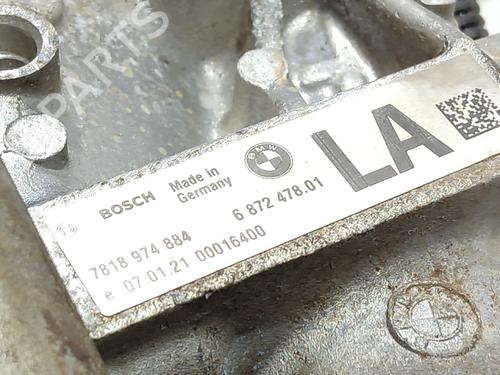 BOSCH
Made in
Germany
BMW
LA
7818 974 884
6 872 478.01
e 07.01.21 00016400
PARTS